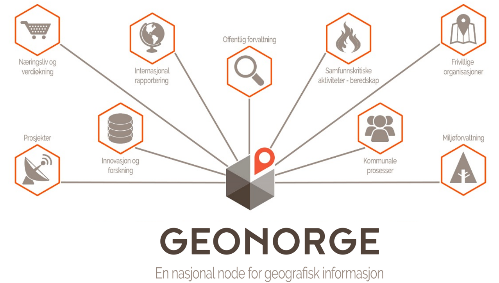 Næringsliv og
verdiøkning
Internasjonal
rapportering
Offentlig forvaltning
Samfunnskritiske
aktiviteter - beredskap
Frivillige
organisasjoner
Prosjekter
Innovasjon og
forskning
Kommunale
prosesser
Miljøforvaltning
GEONORGE
En nasjonal node for geografisk informasjon